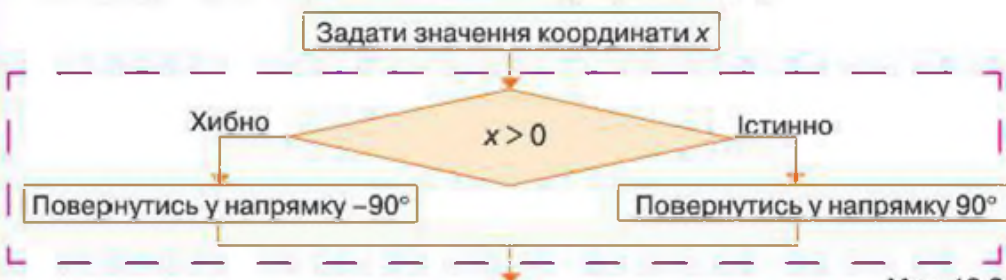 Задати значення координати x
Хибно
x > 0
Істинно
Повернутись у напрямку –90°
Повернутись у напрямку 90°